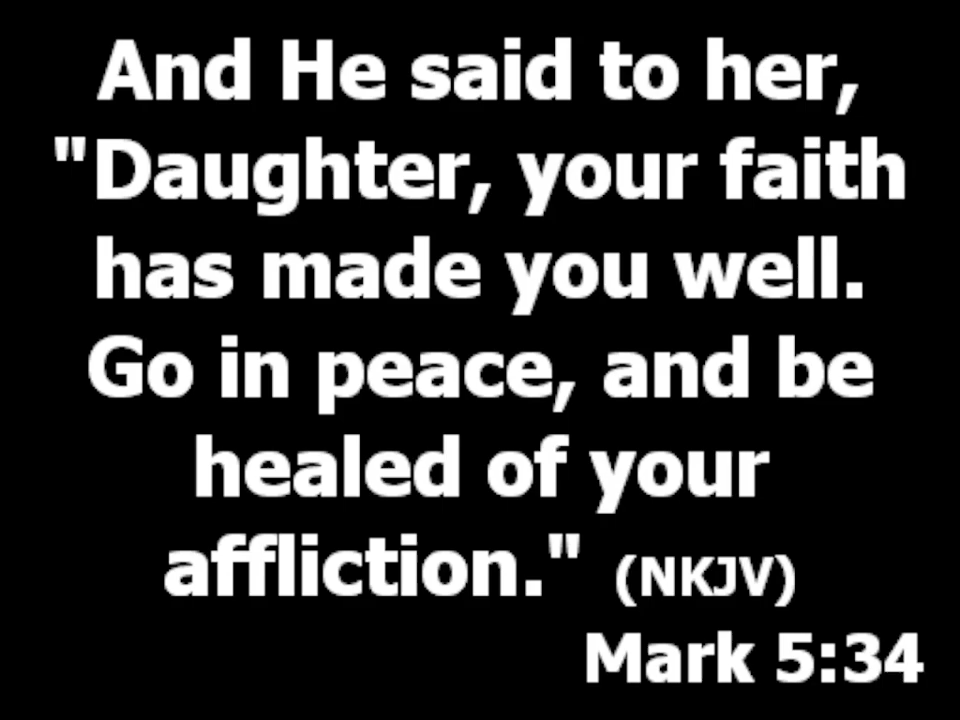 And He said to her,
"Daughter, your faith
has made you well.
Go in peace, and be
healed of your
affliction." (NKJV)
Mark 5:34